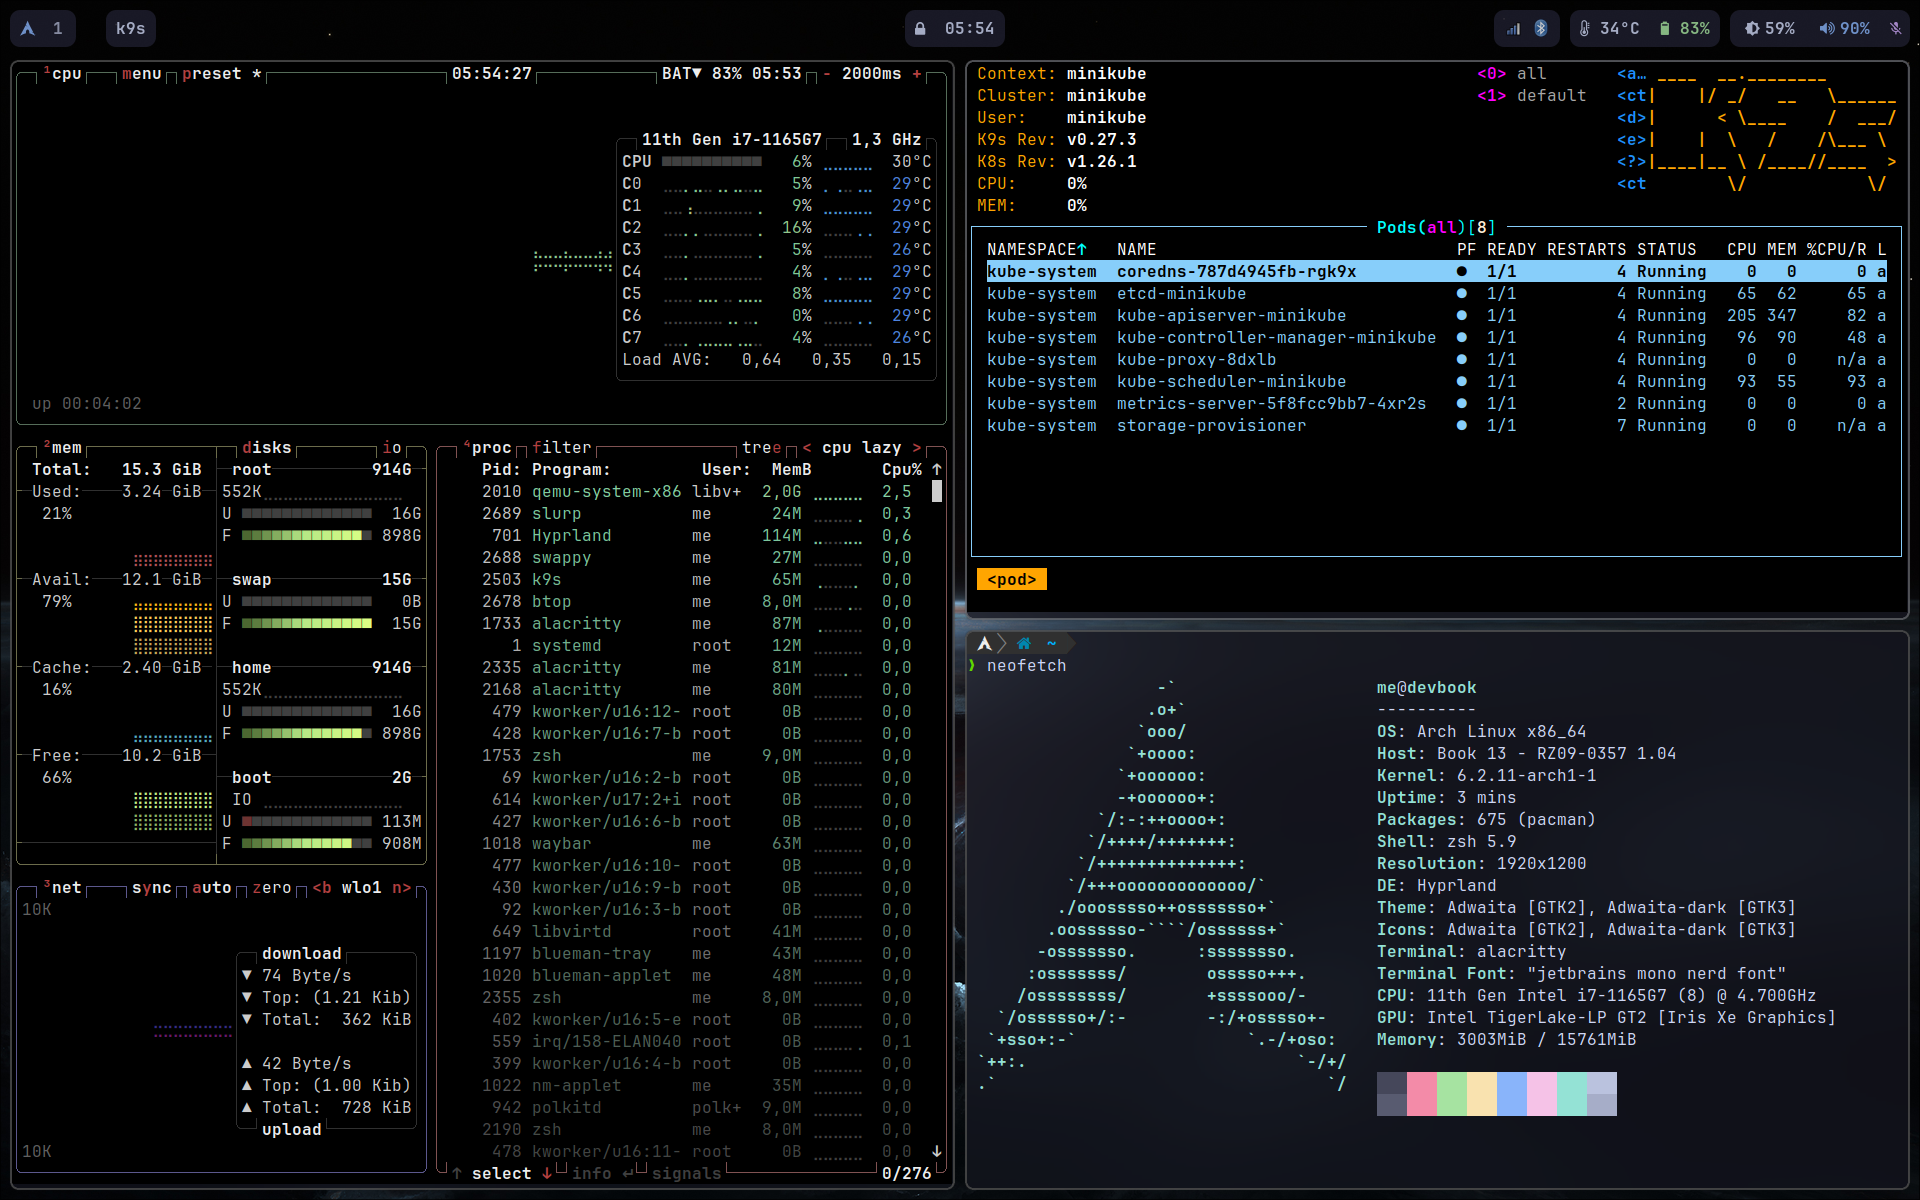 1 k9s 05:54 34°C 83% 59% 90%
¹cpu menu preset * 05:54:27 BAT▼ 83% 05:53 - 2000ms +
11th Gen i7-1165G7 1,3 GHz
CPU 6% 30°C
C0 5% 29°C
C1 9% 29°C
C2 16% 29°C
C3 5% 26°C
C4 4% 29°C
C5 8% 29°C
C6 0% 29°C
C7 4% 26°C
Load AVG: 0,64 0,35 0,15
up 00:04:02
²mem disks io
Total: 15.3 GiB
Used: 3.24 GiB
21%
Avail: 12.1 GiB
79%
Cache: 2.40 GiB
16%
Free: 10.2 GiB
66%
root 914G
552K
U 16G
F 898G
swap 15G
U 0B
F 15G
home 914G
552K
U 16G
F 898G
boot 2G
IO
U 113M
F 908M
³net sync auto zero <b wlo1 n>
10K
download
▼ 74 Byte/s
▼ Top: (1.21 Kib)
▼ Total: 362 KiB
▲ 42 Byte/s
▲ Top: (1.00 Kib)
▲ Total: 728 KiB
upload
10K
⁴proc filter tree < cpu lazy >
Pid: Program: User: MemB Cpu% ↑
2010 qemu-system-x86 libv+ 2,0G 2,5
2689 slurp me 24M 0,3
701 Hyprland me 114M 0,6
2688 swappy me 27M 0,0
2503 k9s me 65M 0,0
2678 btop me 8,0M 0,0
1733 alacritty me 87M 0,0
1 systemd root 12M 0,0
2335 alacritty me 81M 0,0
2168 alacritty me 80M 0,0
479 kworker/u16:12- root 0B 0,0
428 kworker/u16:7-b root 0B 0,0
1753 zsh me 9,0M 0,0
69 kworker/u16:2-b root 0B 0,0
614 kworker/u17:2+i root 0B 0,0
427 kworker/u16:6-b root 0B 0,0
1018 waybar me 63M 0,0
477 kworker/u16:10- root 0B 0,0
430 kworker/u16:9-b root 0B 0,0
92 kworker/u16:3-b root 0B 0,0
649 libvirtd root 41M 0,0
1197 blueman-tray me 43M 0,0
1020 blueman-applet me 48M 0,0
2355 zsh me 8,0M 0,0
402 kworker/u16:5-e root 0B 0,0
559 irq/158-ELAN040 root 0B 0,1
399 kworker/u16:4-b root 0B 0,0
1022 nm-applet me 35M 0,0
942 polkitd polk+ 9,0M 0,0
2190 zsh me 8,0M 0,0
478 kworker/u16:11- root 0B 0,0 ↓
↑ select ↓ info ↵ signals 0/276
Context: minikube <0> all <a…
Cluster: minikube <1> default <ct
User: minikube <d>
K9s Rev: v0.27.3 <e>
K8s Rev: v1.26.1 <?>
CPU: 0% <ct
MEM: 0%
Pods(all)[8]
NAMESPACE↑ NAME PF READY RESTARTS STATUS CPU MEM %CPU/R L
kube-system coredns-787d4945fb-rgk9x ● 1/1 4 Running 0 0 0 a
kube-system etcd-minikube ● 1/1 4 Running 65 62 65 a
kube-system kube-apiserver-minikube ● 1/1 4 Running 205 347 82 a
kube-system kube-controller-manager-minikube ● 1/1 4 Running 96 90 48 a
kube-system kube-proxy-8dxlb ● 1/1 4 Running 0 0 n/a a
kube-system kube-scheduler-minikube ● 1/1 4 Running 93 55 93 a
kube-system metrics-server-5f8fcc9bb7-4xr2s ● 1/1 2 Running 0 0 0 a
kube-system storage-provisioner ● 1/1 7 Running 0 0 n/a a
<pod>
~
❯ neofetch
me@devbook
----------
OS: Arch Linux x86_64
Host: Book 13 - RZ09-0357 1.04
Kernel: 6.2.11-arch1-1
Uptime: 3 mins
Packages: 675 (pacman)
Shell: zsh 5.9
Resolution: 1920x1200
DE: Hyprland
Theme: Adwaita [GTK2], Adwaita-dark [GTK3]
Icons: Adwaita [GTK2], Adwaita-dark [GTK3]
Terminal: alacritty
Terminal Font: "jetbrains mono nerd font"
CPU: 11th Gen Intel i7-1165G7 (8) @ 4.700GHz
GPU: Intel TigerLake-LP GT2 [Iris Xe Graphics]
Memory: 3003MiB / 15761MiB